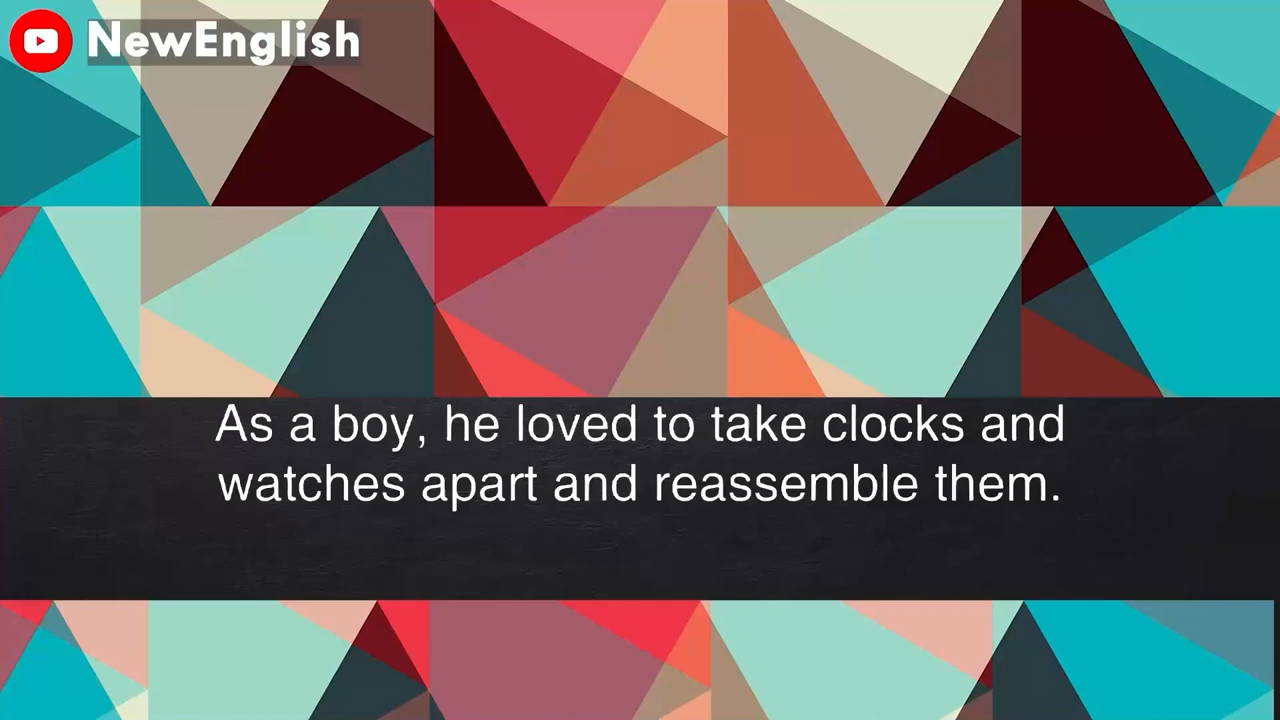 NewEnglish
As a boy, he loved to take clocks and
watches apart and reassemble them.